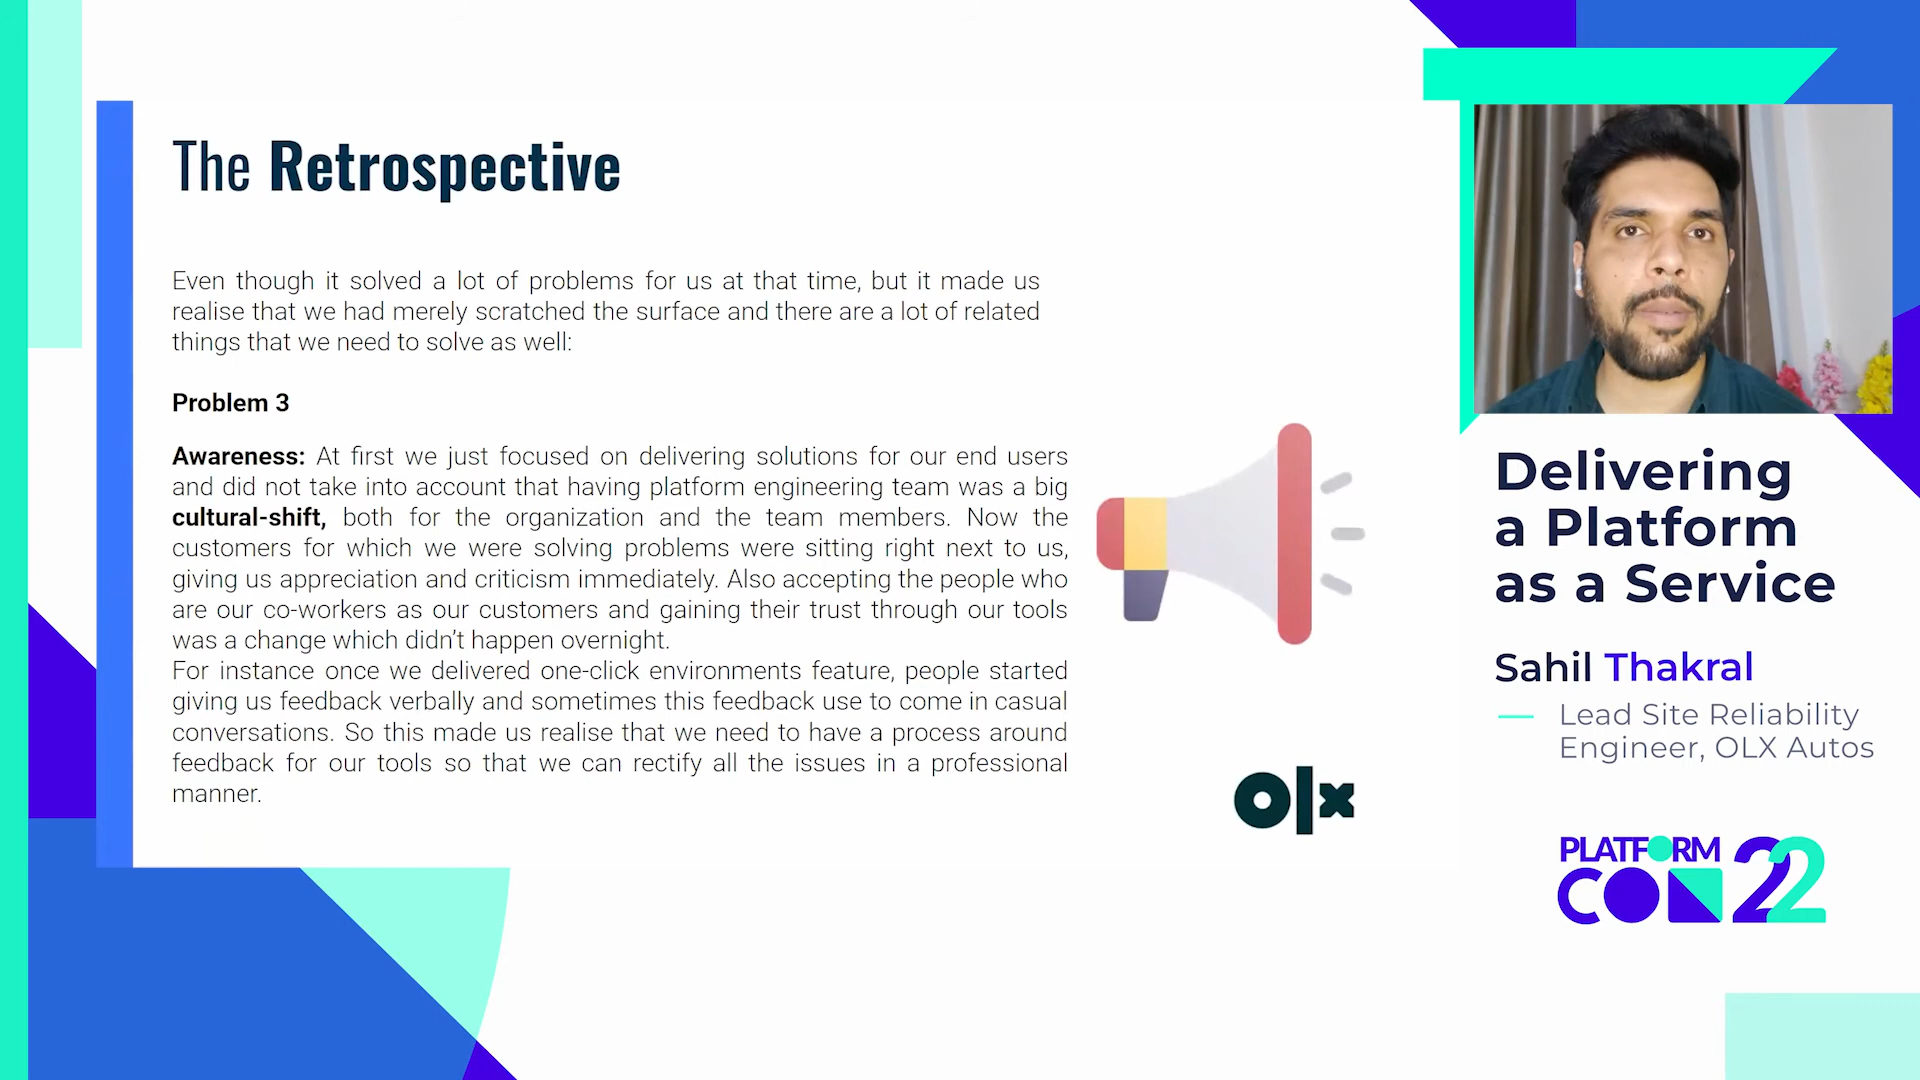 The Retrospective
Even though it solved a lot of problems for us at that time, but it made us
realise that we had merely scratched the surface and there are a lot of related
things that we need to solve as well:
Problem 3
Awareness: At first we just focused on delivering solutions for our end users
and did not take into account that having platform engineering team was a big
cultural-shift, both for the organization and the team members. Now the
customers for which we were solving problems were sitting right next to us,
giving us appreciation and criticism immediately. Also accepting the people who
are our co-workers as our customers and gaining their trust through our tools
was a change which didn't happen overnight.
For instance once we delivered one-click environments feature, people started
giving us feedback verbally and sometimes this feedback use to come in casual
conversations. So this made us realise that we need to have a process around
feedback for our tools so that we can rectify all the issues in a professional
manner.
olx
Delivering
a Platform
as a Service
Sahil Thakral
— Lead Site Reliability
Engineer, OLX Autos
PLATFORM
CON 22